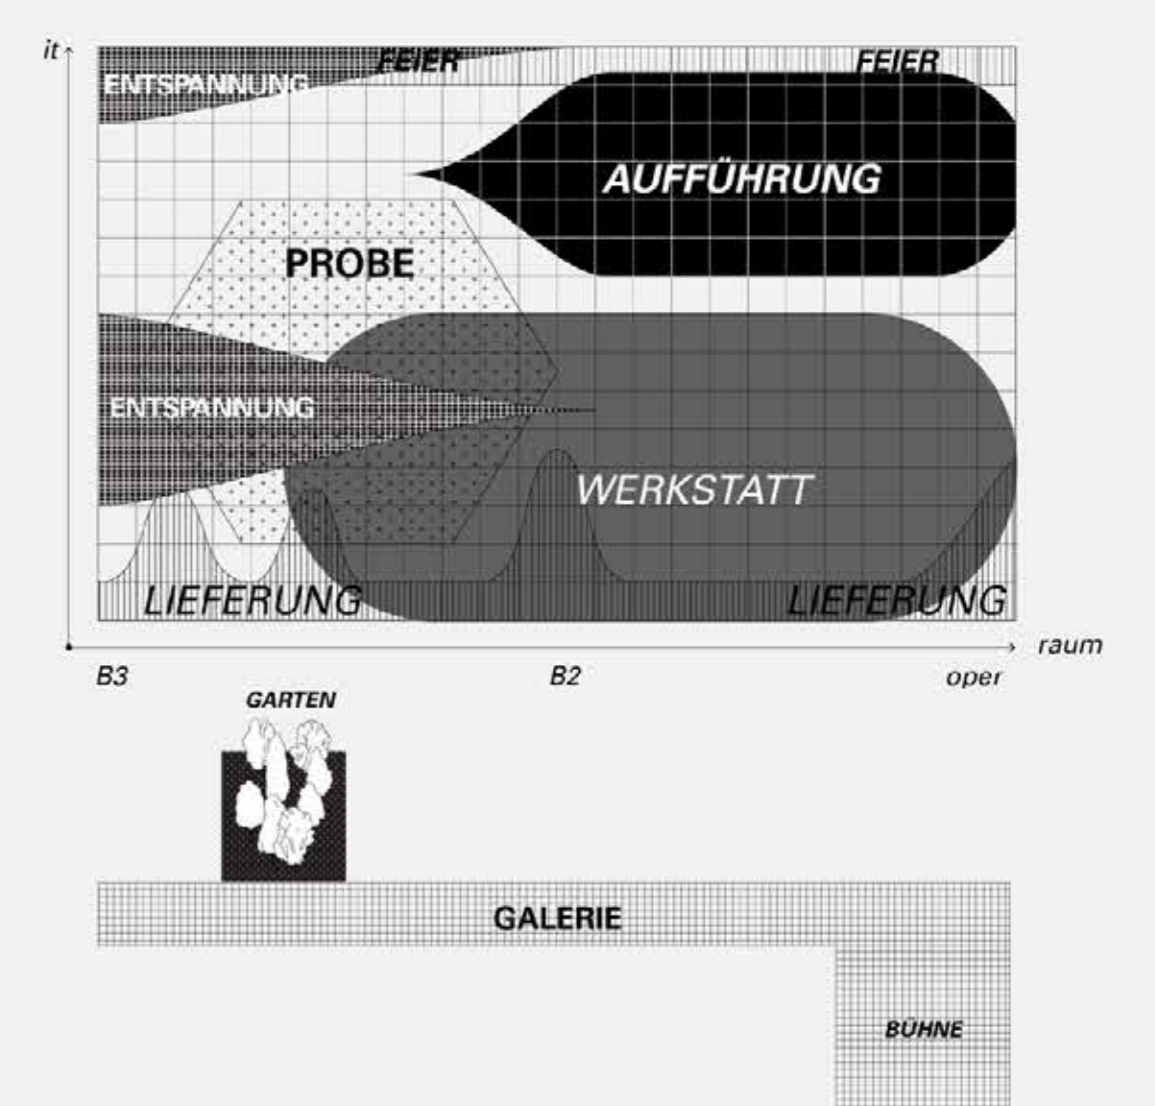 it
FEIER
FEIER
ENTSPANNUNG
AUFFÜHRUNG
PROBE
ENTSPANNUNG
WERKSTATT
LIEFERUNG
LIEFERUNG
raum
B3
B2
oper
GARTEN
GALERIE
BÜHNE